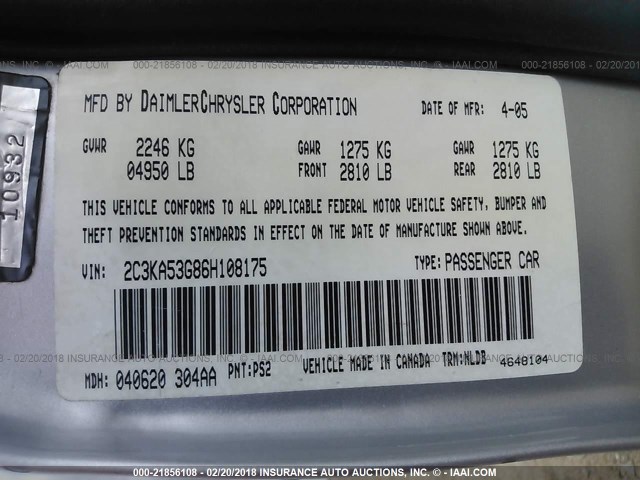 000-21856108 - 02/20/2018 INSURANCE AUTO AUCTIONS, INC. - © IAAI.COM
MFD BY DAIMLERCHRYSLER CORPORATION DATE OF MFR: 4-05
GVWR 2246 KG GAWR 1275 KG GAWR 1275 KG
04950 LB FRONT 2810 LB REAR 2810 LB
THIS VEHICLE CONFORMS TO ALL APPLICABLE FEDERAL MOTOR VEHICLE SAFETY, BUMPER AND
THEFT PREVENTION STANDARDS IN EFFECT ON THE DATE OF MANUFACTURE SHOWN ABOVE.
VIN: 2C3KA53G86H108175 TYPE: PASSENGER CAR
MDH: 040620 304AA PNT: PS2 VEHICLE MADE IN CANADA TRM: NLDB 4648104
10932
000-21856108 - 02/20/2018 INSURANCE AUTO AUCTIONS, INC. - © IAAI.COM